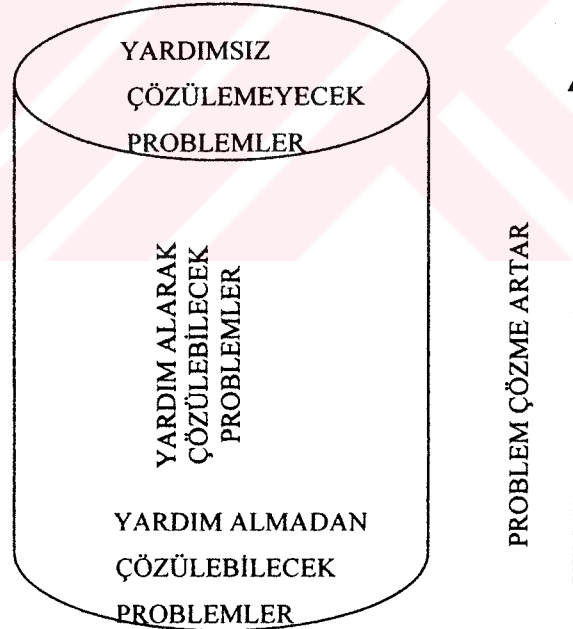 YARDIMSIZ
ÇÖZÜLEMEYECEK
PROBLEMLER
YARDIM ALARAK
ÇÖZÜLEBİLECEK
PROBLEMLER
PROBLEM ÇÖZME ARTAR
YARDIM ALMADAN
ÇÖZÜLEBİLECEK
PROBLEMLER